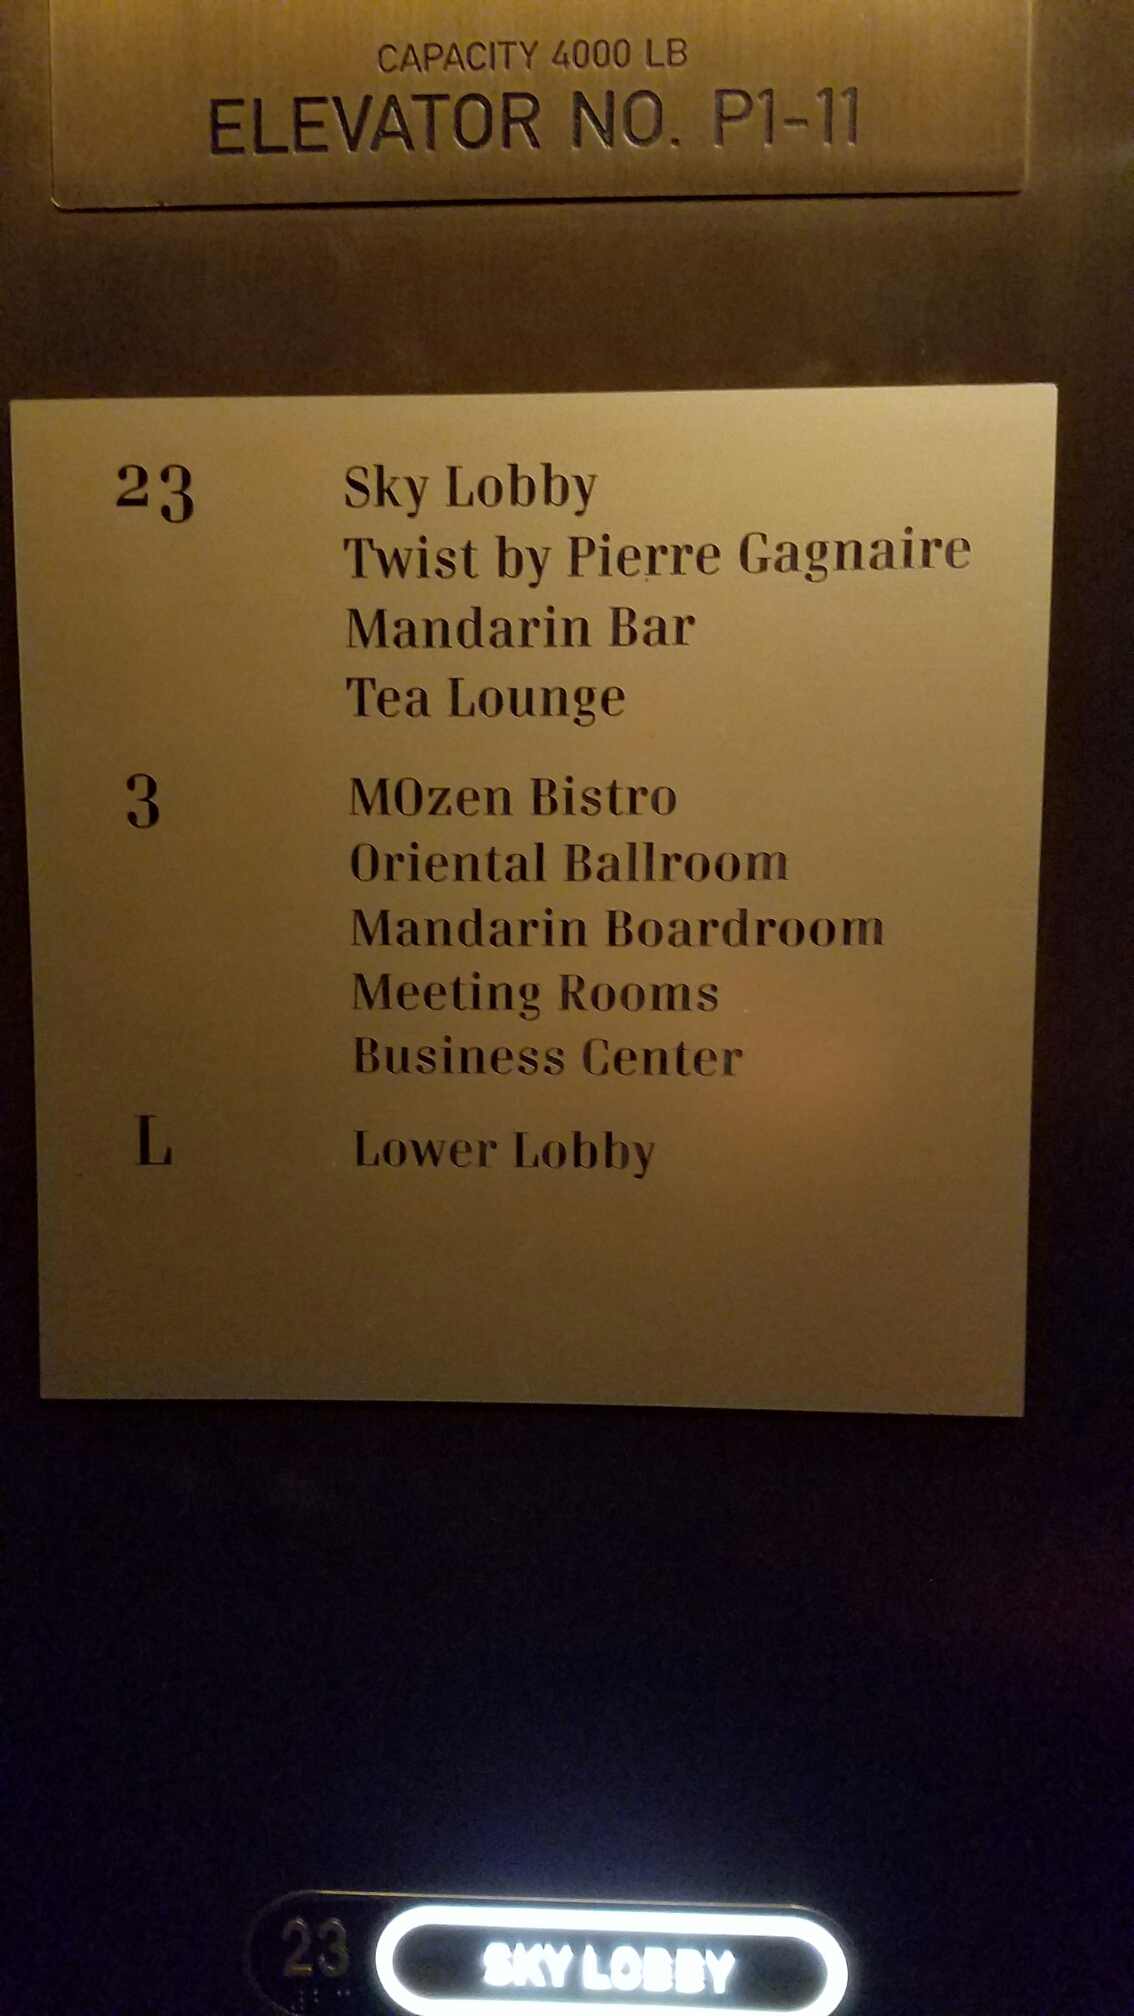 CAPACITY 4000 LB
ELEVATOR NO. P1-11
23 Sky Lobby
Twist by Pierre Gagnaire
Mandarin Bar
Tea Lounge
3 MOzen Bistro
Oriental Ballroom
Mandarin Boardroom
Meeting Rooms
Business Center
L Lower Lobby
23 SKY LOBBY